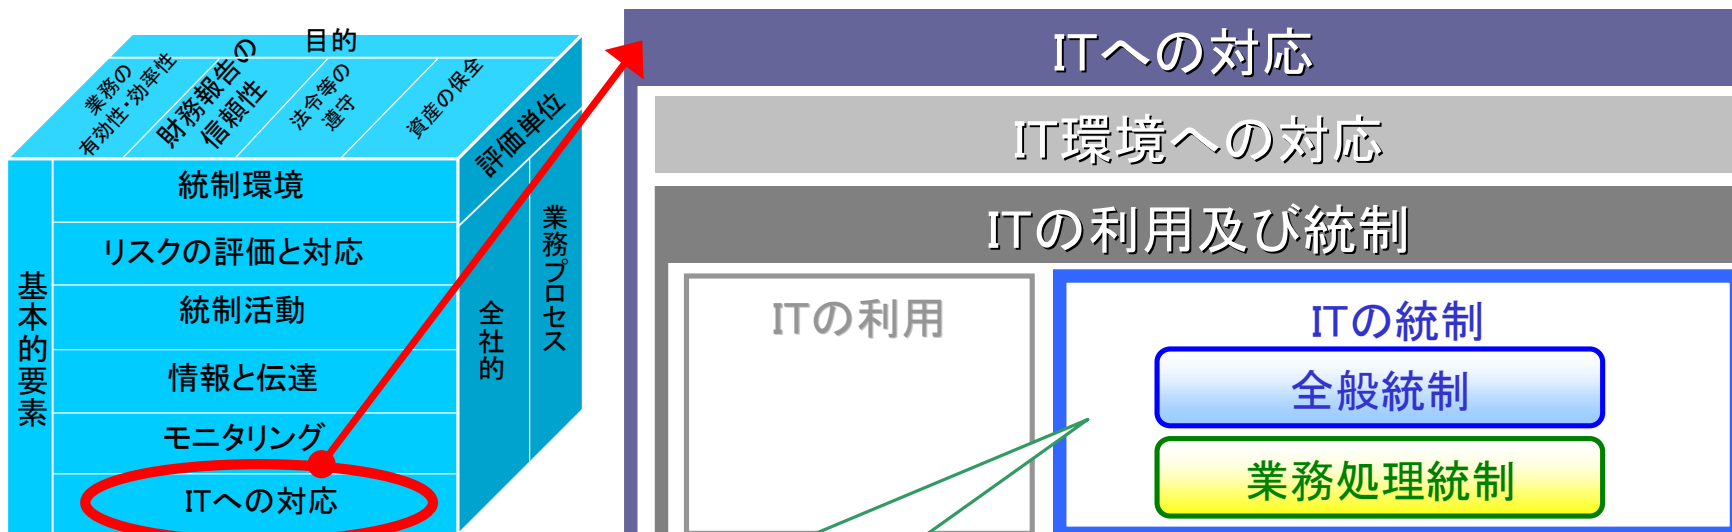 目的
業務の
有効性・効率性
財務報告の
信頼性
法令等の
遵守
資産の保全
評価単位
基本的要素
統制環境
リスクの評価と対応
統制活動
情報と伝達
モニタリング
ITへの対応
全社的
業務プロセス
ITへの対応
IT環境への対応
ITの利用及び統制
ITの利用
ITの統制
全般統制
業務処理統制